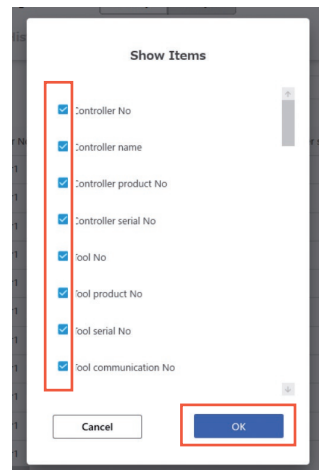 Show Items
Controller No
Controller name
Controller product No
Controller serial No
Tool No
Tool product No
Tool serial No
Tool communication No
Cancel
OK